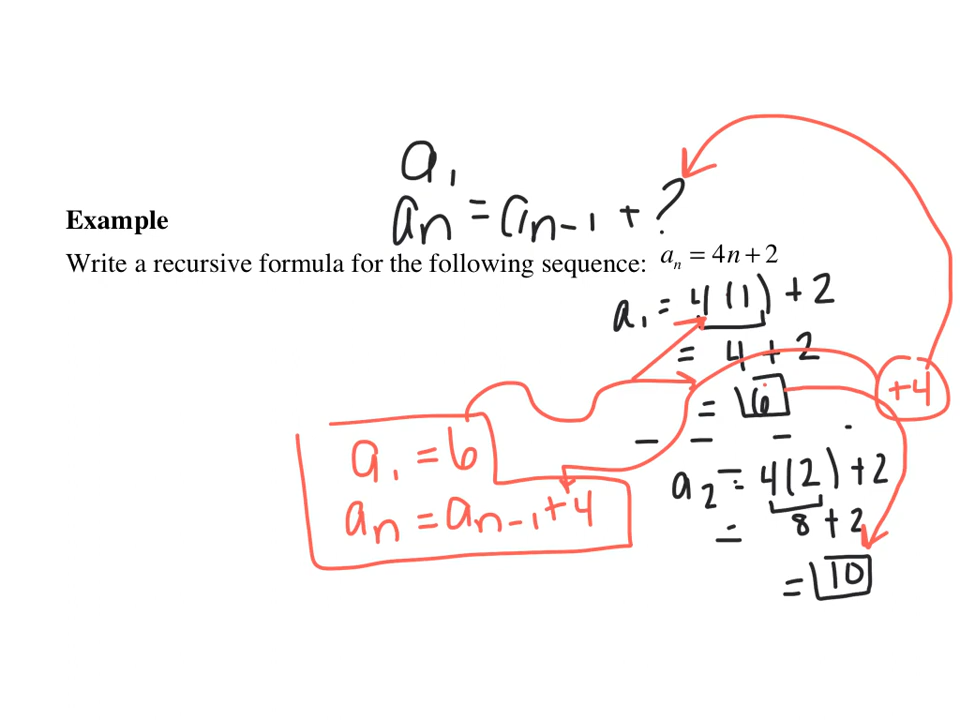 a₁
aₙ = aₙ₋₁ + ?
Example
Write a recursive formula for the following sequence: aₙ = 4n + 2
a₁ = 4(1) + 2
= 4 + 2
= 6
+4
a₁ = 6
aₙ = aₙ₋₁ + 4
a₂ = 4(2) + 2
= 8 + 2
= 10